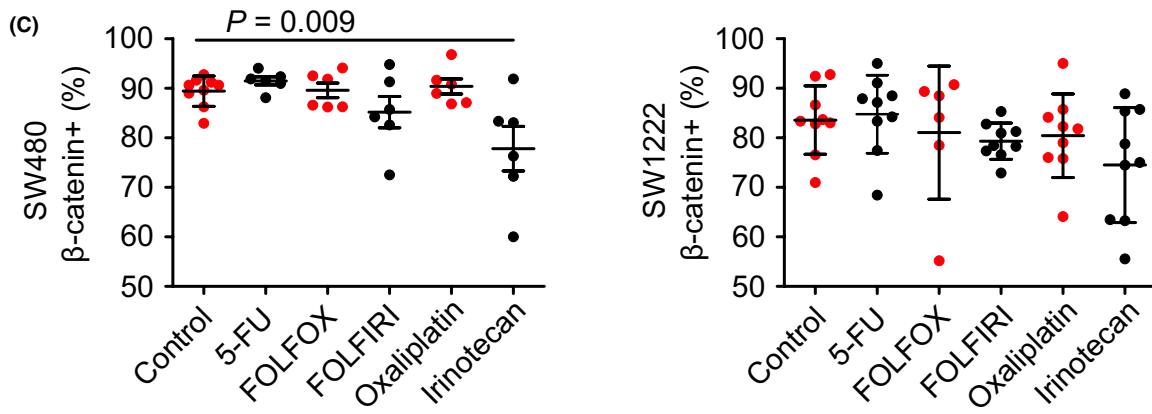 (C)
P = 0.009
SW480
β-catenin+ (%)
100
90
80
70
60
50
Control
5-FU
FOLFOX
FOLFIRI
Oxaliplatin
Irinotecan
SW1222
β-catenin+ (%)
100
90
80
70
60
50
Control
5-FU
FOLFOX
FOLFIRI
Oxaliplatin
Irinotecan